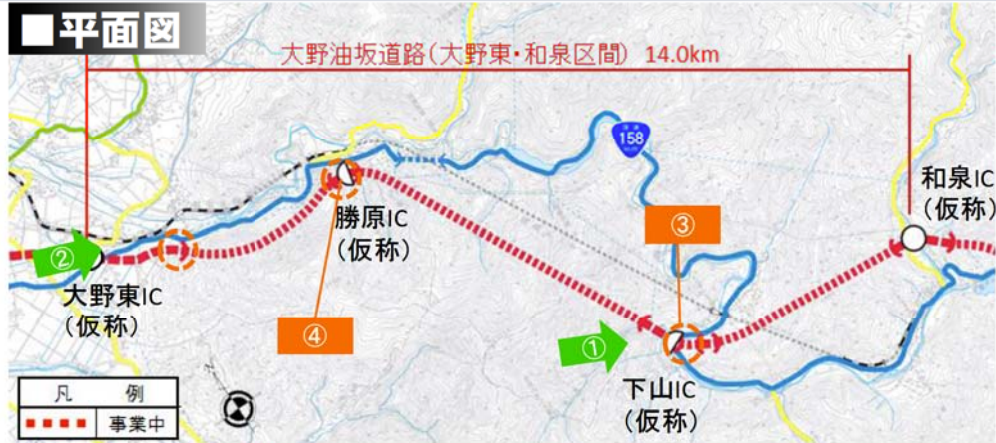 ■平面図
大野油坂道路(大野東・和泉区間) 14.0km
158
和泉IC
(仮称)
勝原IC
(仮称)
③
②
大野東IC
(仮称)
④
①
下山IC
(仮称)
凡 例
事業中